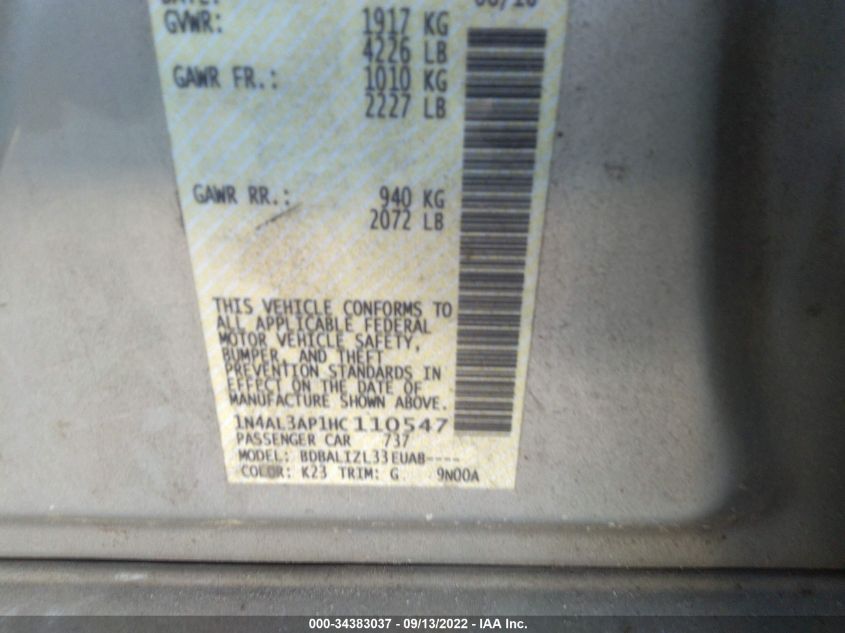 GVWR: 1917 KG
4226 LB
GAWR FR.: 1010 KG
2227 LB
GAWR RR.: 940 KG
2072 LB
THIS VEHICLE CONFORMS TO
ALL APPLICABLE FEDERAL
MOTOR VEHICLE SAFETY,
BUMPER, AND THEFT
PREVENTION STANDARDS IN
EFFECT ON THE DATE OF
MANUFACTURE SHOWN ABOVE.
1N4AL3AP1HC110547
PASSENGER CAR 737
MODEL: BDBALIZL33EUAB----
COLOR: K23 TRIM: G 9N00A
000-34383037 - 09/13/2022 - IAA Inc.